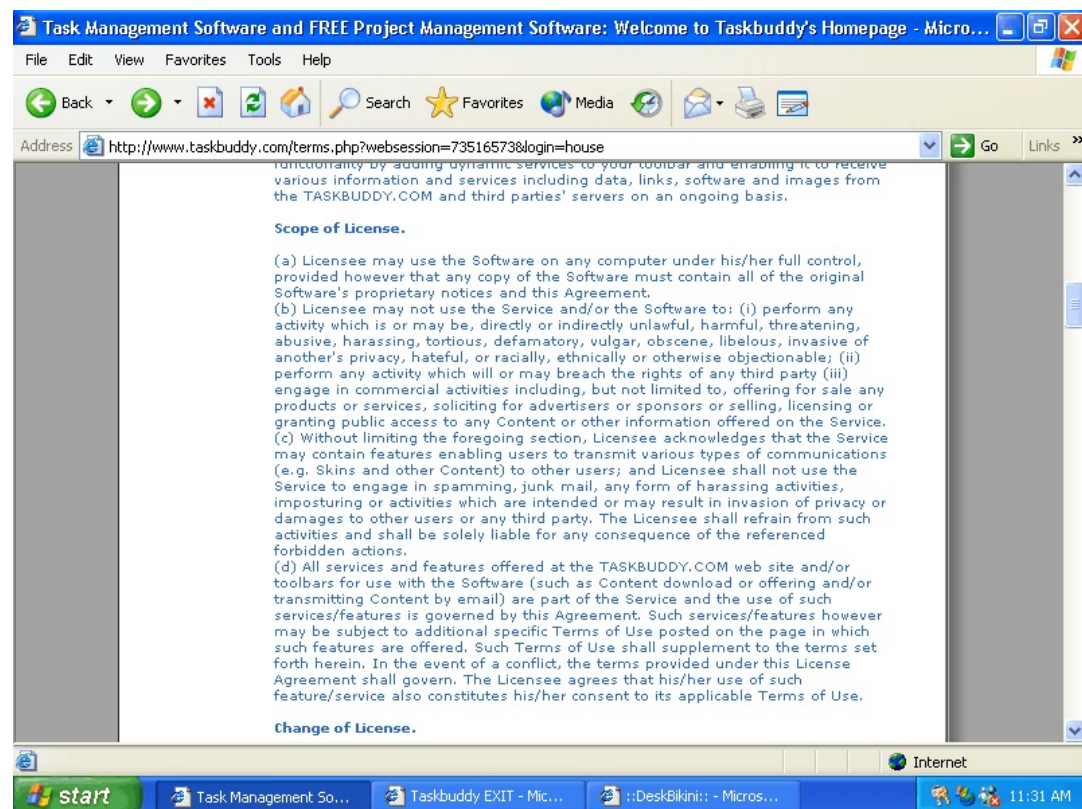 Task Management Software and FREE Project Management Software: Welcome to Taskbuddy's Homepage - Micro...
File Edit View Favorites Tools Help
Back Search Favorites Media
Address http://www.taskbuddy.com/terms.php?websession=73516573&login=house Go Links »
functionality by adding dynamic services to your toolbar and enabling it to receive
various information and services including data, links, software and images from
the TASKBUDDY.COM and third parties' servers on an ongoing basis.
Scope of License.
(a) Licensee may use the Software on any computer under his/her full control,
provided however that any copy of the Software must contain all of the original
Software's proprietary notices and this Agreement.
(b) Licensee may not use the Service and/or the Software to: (i) perform any
activity which is or may be, directly or indirectly unlawful, harmful, threatening,
abusive, harassing, tortious, defamatory, vulgar, obscene, libelous, invasive of
another's privacy, hateful, or racially, ethnically or otherwise objectionable; (ii)
perform any activity which will or may breach the rights of any third party (iii)
engage in commercial activities including, but not limited to, offering for sale any
products or services, soliciting for advertisers or sponsors or selling, licensing or
granting public access to any Content or other information offered on the Service.
(c) Without limiting the foregoing section, Licensee acknowledges that the Service
may contain features enabling users to transmit various types of communications
(e.g. Skins and other Content) to other users; and Licensee shall not use the
Service to engage in spamming, junk mail, any form of harassing activities,
imposturing or activities which are intended or may result in invasion of privacy or
damages to other users or any third party. The Licensee shall refrain from such
activities and shall be solely liable for any consequence of the referenced
forbidden actions.
(d) All services and features offered at the TASKBUDDY.COM web site and/or
toolbars for use with the Software (such as Content download or offering and/or
transmitting Content by email) are part of the Service and the use of such
services/features is governed by this Agreement. Such services/features however
may be subject to additional specific Terms of Use posted on the page in which
such features are offered. Such Terms of Use shall supplement to the terms set
forth herein. In the event of a conflict, the terms provided under this License
Agreement shall govern. The Licensee agrees that his/her use of such
feature/service also constitutes his/her consent to its applicable Terms of Use.
Change of License.
Internet
start Task Management So... Taskbuddy EXIT - Mic... ::DeskBikini:: - Micros... 11:31 AM